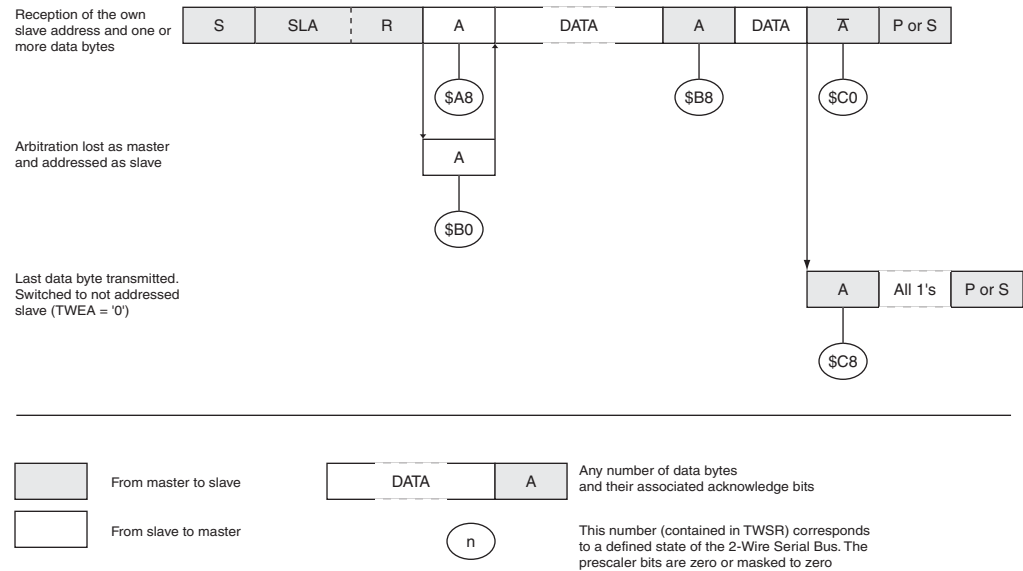 Reception of the own
slave address and one or
more data bytes
S SLA R A DATA A DATA A̅ P or S
$A8 $B8 $C0
Arbitration lost as master
and addressed as slave
A
$B0
Last data byte transmitted.
Switched to not addressed
slave (TWEA = '0')
A All 1's P or S
$C8
From master to slave
DATA A
Any number of data bytes
and their associated acknowledge bits
From slave to master
n
This number (contained in TWSR) corresponds
to a defined state of the 2-Wire Serial Bus. The
prescaler bits are zero or masked to zero